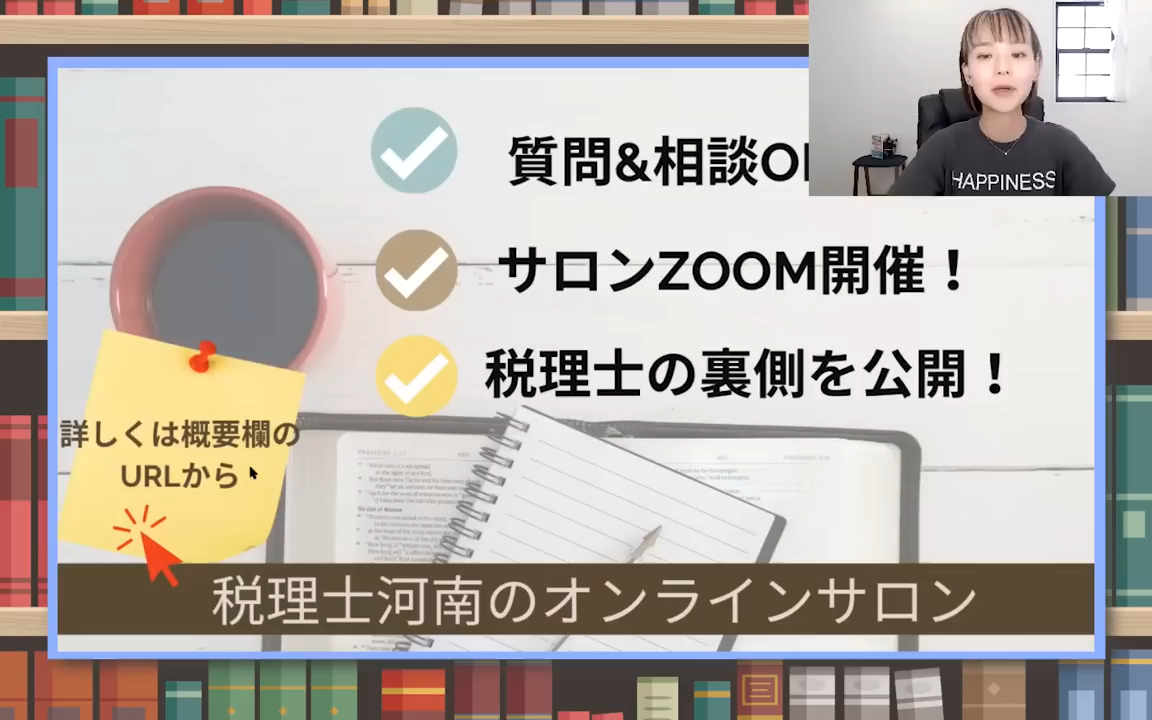 質問&相談O
HAPPINESS
サロンZOOM開催！
税理士の裏側を公開！
詳しくは概要欄の
URLから
税理士河南のオンラインサロン